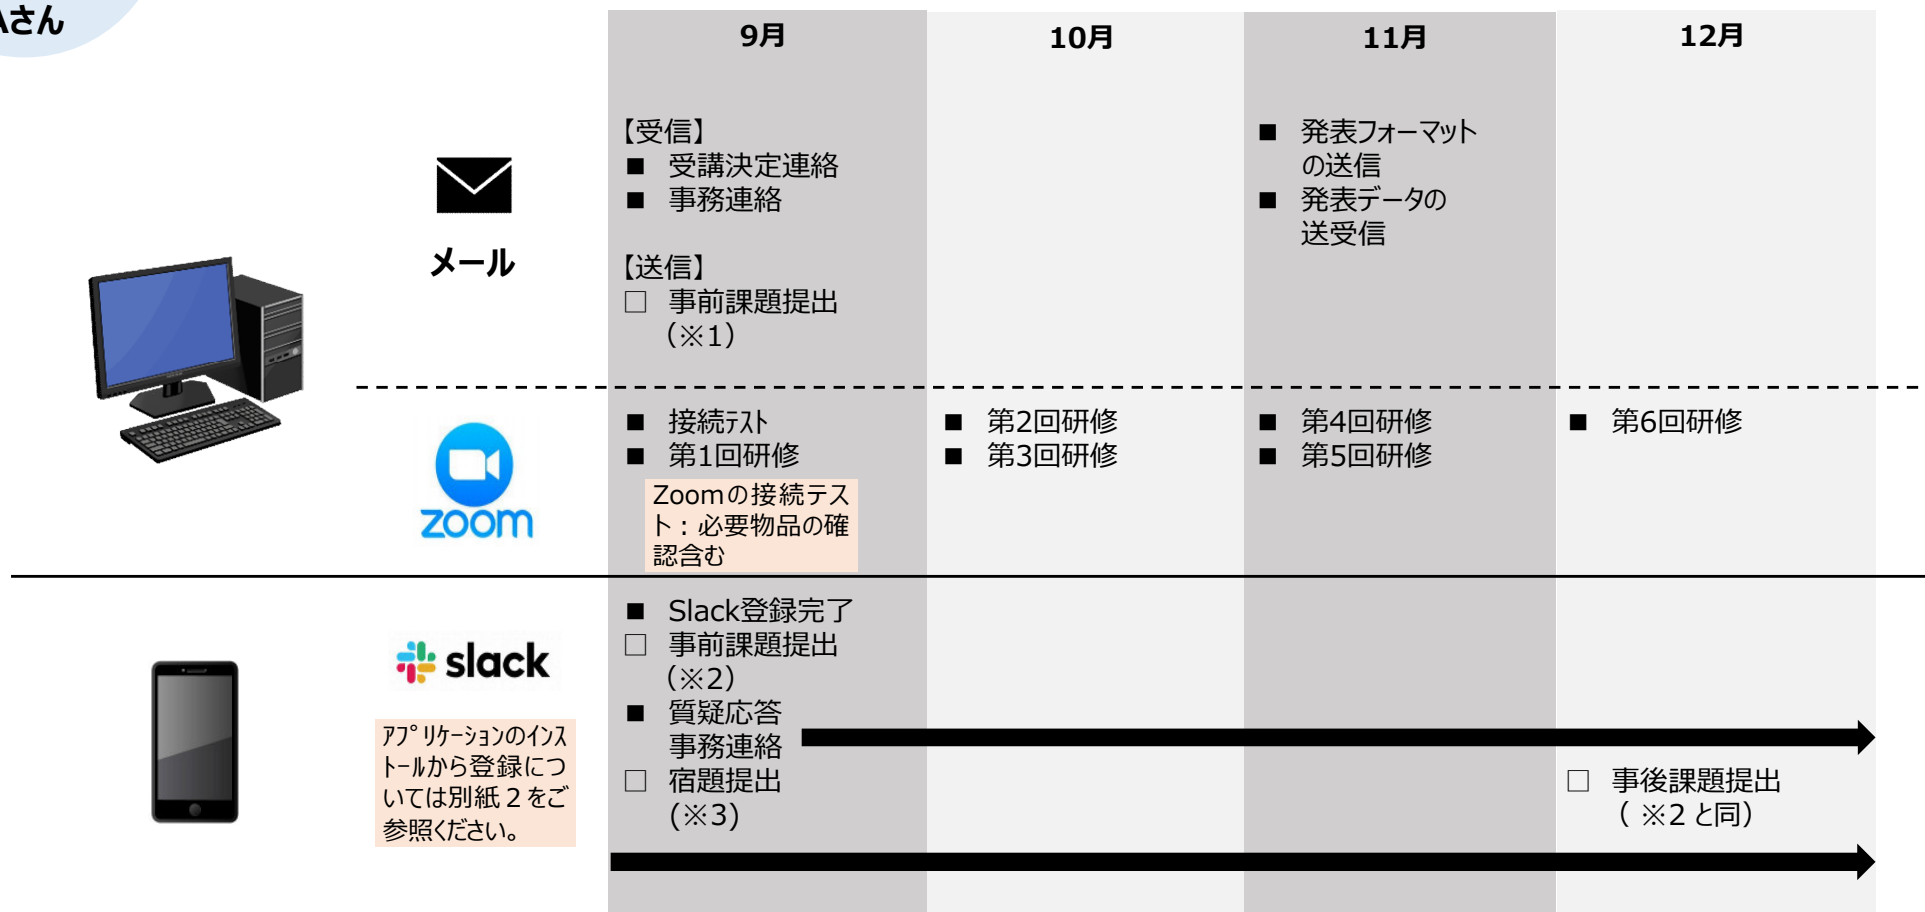 Aさん
9月
10月
11月
12月
メール
【受信】
■ 受講決定連絡
■ 事務連絡
【送信】
□ 事前課題提出
（※1）
■ 発表フォーマット
の送信
■ 発表データの
送受信
zoom
■ 接続テスト
■ 第1回研修
Zoomの接続テス
ト：必要物品の確
認含む
■ 第2回研修
■ 第3回研修
■ 第4回研修
■ 第5回研修
■ 第6回研修
slack
アプリケーションのインス
トールから登録につ
いては別紙２をご
参照ください。
■ Slack登録完了
□ 事前課題提出
（※2）
■ 質疑応答
事務連絡
□ 宿題提出
(※3)
□ 事後課題提出
（ ※2 と同）